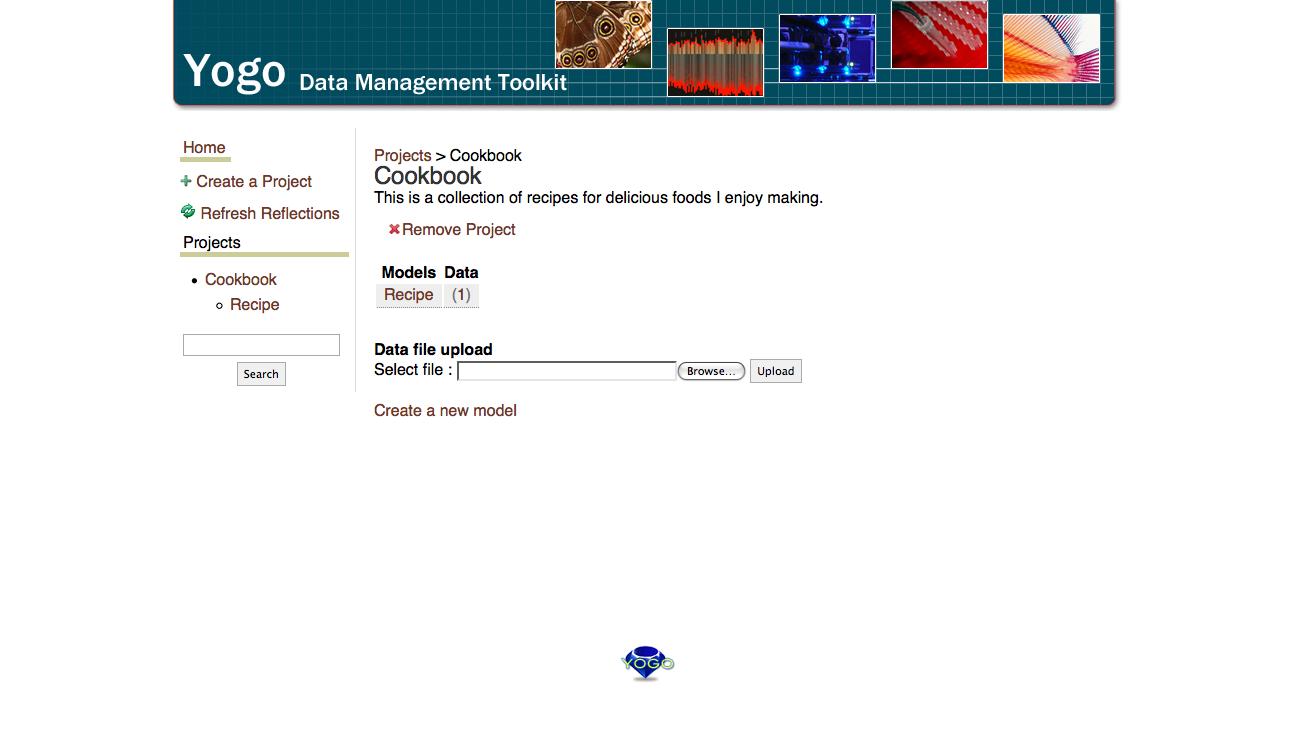 Yogo Data Management Toolkit
Home
Create a Project
Refresh Reflections
Projects
Cookbook
Recipe
Search
Projects > Cookbook
Cookbook
This is a collection of recipes for delicious foods I enjoy making.
Remove Project
Models Data
Recipe (1)
Data file upload
Select file : Browse... Upload
Create a new model
YOGO